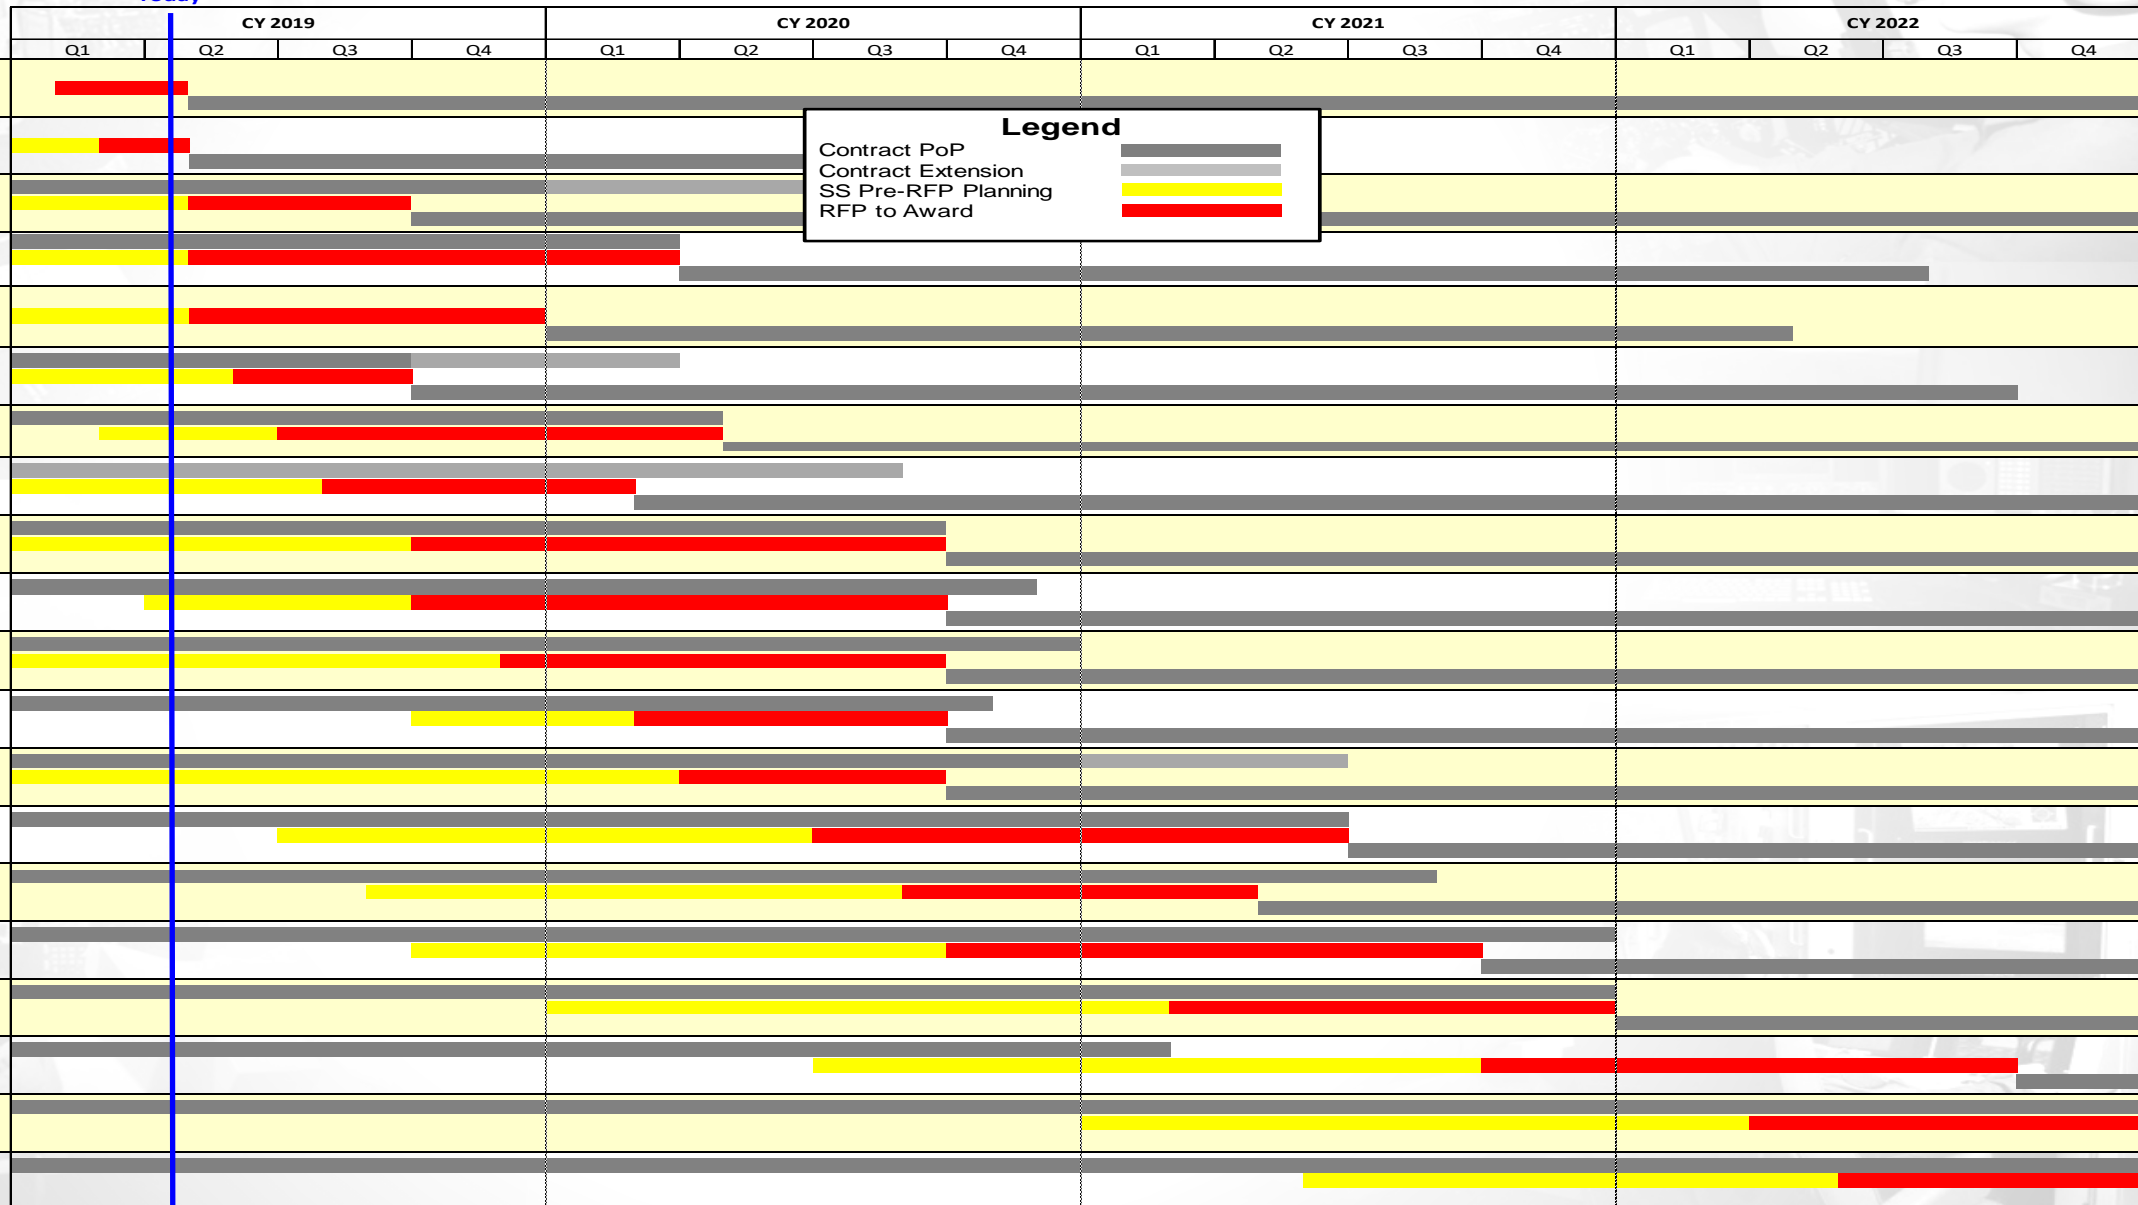 CY 2019 CY 2020 CY 2021 CY 2022
Q1 Q2 Q3 Q4 Q1 Q2 Q3 Q4 Q1 Q2 Q3 Q4 Q1 Q2 Q3 Q4
Legend
Contract PoP
Contract Extension
SS Pre-RFP Planning
RFP to Award